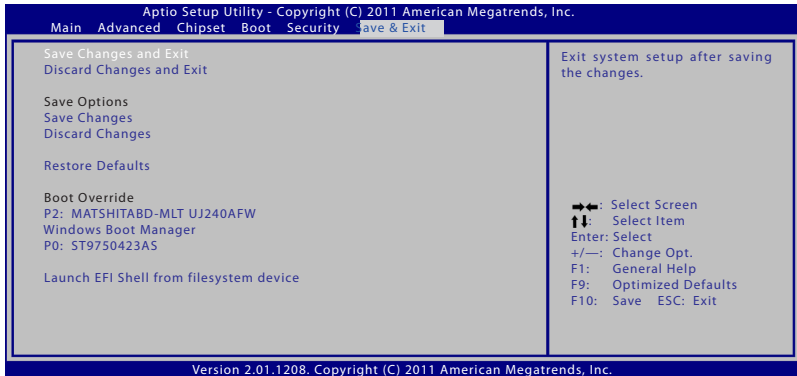 Aptio Setup Utility - Copyright (C) 2011 American Megatrends, Inc.
Main Advanced Chipset Boot Security Save & Exit
Save Changes and Exit
Discard Changes and Exit
Save Options
Save Changes
Discard Changes
Restore Defaults
Boot Override
P2: MATSHITABD-MLT UJ240AFW
Windows Boot Manager
P0: ST9750423AS
Launch EFI Shell from filesystem device
Exit system setup after saving
the changes.
→←: Select Screen
↑↓: Select Item
Enter: Select
+/—: Change Opt.
F1: General Help
F9: Optimized Defaults
F10: Save ESC: Exit
Version 2.01.1208. Copyright (C) 2011 American Megatrends, Inc.